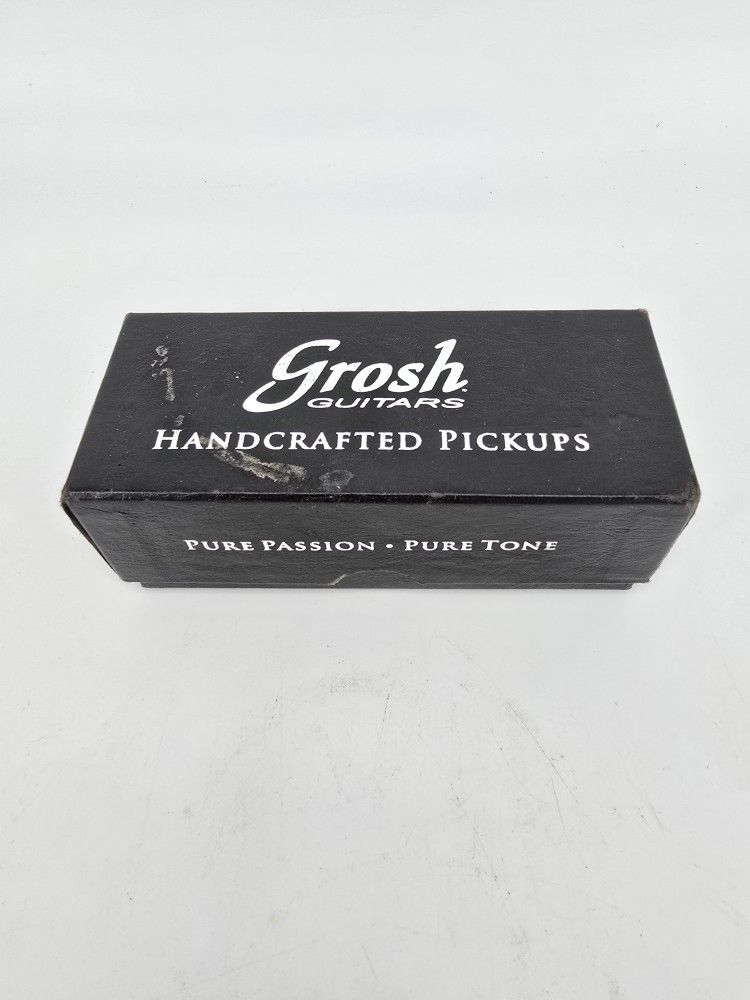 Grosh
GUITARS
HANDCRAFTED PICKUPS
PURE PASSION • PURE TONE